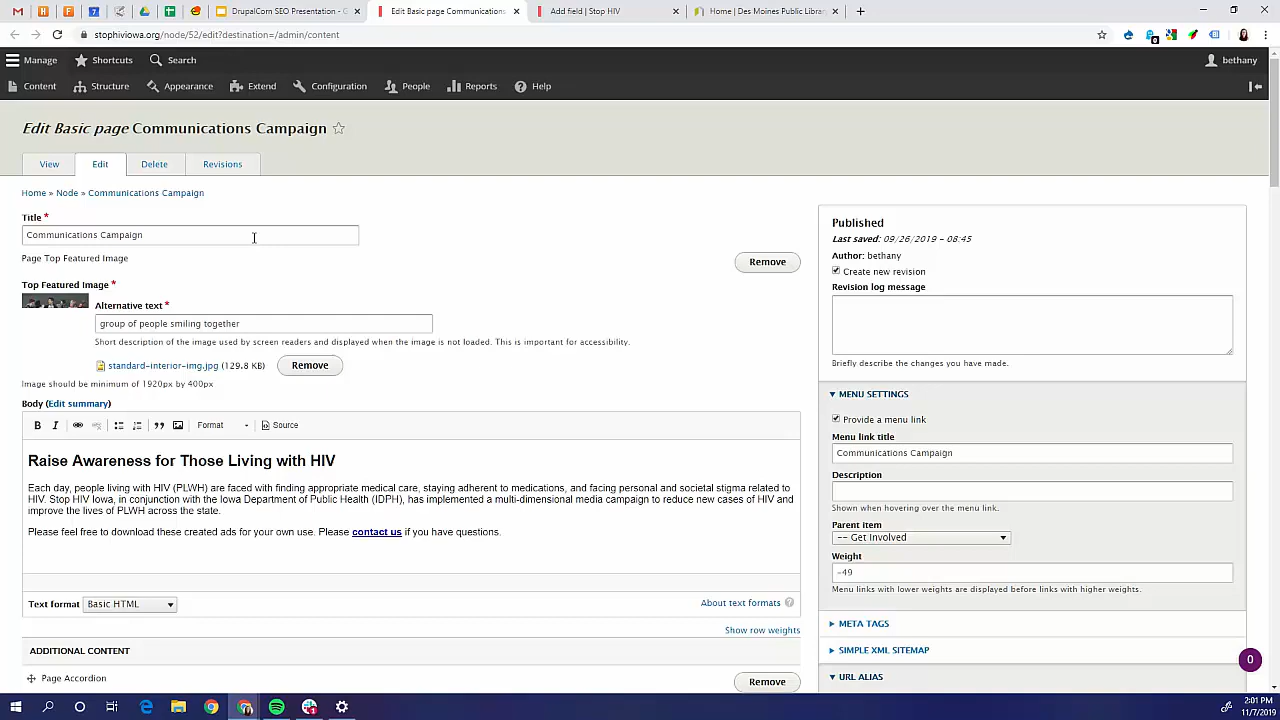 DrupalCom SEO Presentation - G
Edit Basic page Communications
Add field | Stop HIV
Home | Des Moines Public Librar
stophiviowa.org/node/52/edit?destination=/admin/content
Manage
Shortcuts
Search
bethany
Content
Structure
Appearance
Extend
Configuration
People
Reports
Help
Edit Basic page Communications Campaign
View
Edit
Delete
Revisions
Home » Node » Communications Campaign
Title *
Communications Campaign
Page Top Featured Image
Remove
Top Featured Image *
Alternative text *
group of people smiling together
Short description of the image used by screen readers and displayed when the image is not loaded. This is important for accessibility.
standard-interior-img.jpg (129.8 KB)
Remove
Image should be minimum of 1920px by 400px
Body (Edit summary)
Format
Source
Raise Awareness for Those Living with HIV
Each day, people living with HIV (PLWH) are faced with finding appropriate medical care, staying adherent to medications, and facing personal and societal stigma related to
HIV. Stop HIV Iowa, in conjunction with the Iowa Department of Public Health (IDPH), has implemented a multi-dimensional media campaign to reduce new cases of HIV and
improve the lives of PLWH across the state.
Please feel free to download these created ads for your own use. Please contact us if you have questions.
Text format
Basic HTML
About text formats
Show row weights
ADDITIONAL CONTENT
Page Accordion
Remove
Published
Last saved: 09/26/2019 - 08:45
Author: bethany
Create new revision
Revision log message
Briefly describe the changes you have made.
MENU SETTINGS
Provide a menu link
Menu link title
Communications Campaign
Description
Shown when hovering over the menu link.
Parent item
-- Get Involved
Weight
-49
Menu links with lower weights are displayed before links with higher weights.
META TAGS
SIMPLE XML SITEMAP
URL ALIAS
0
2:01 PM
11/7/2019